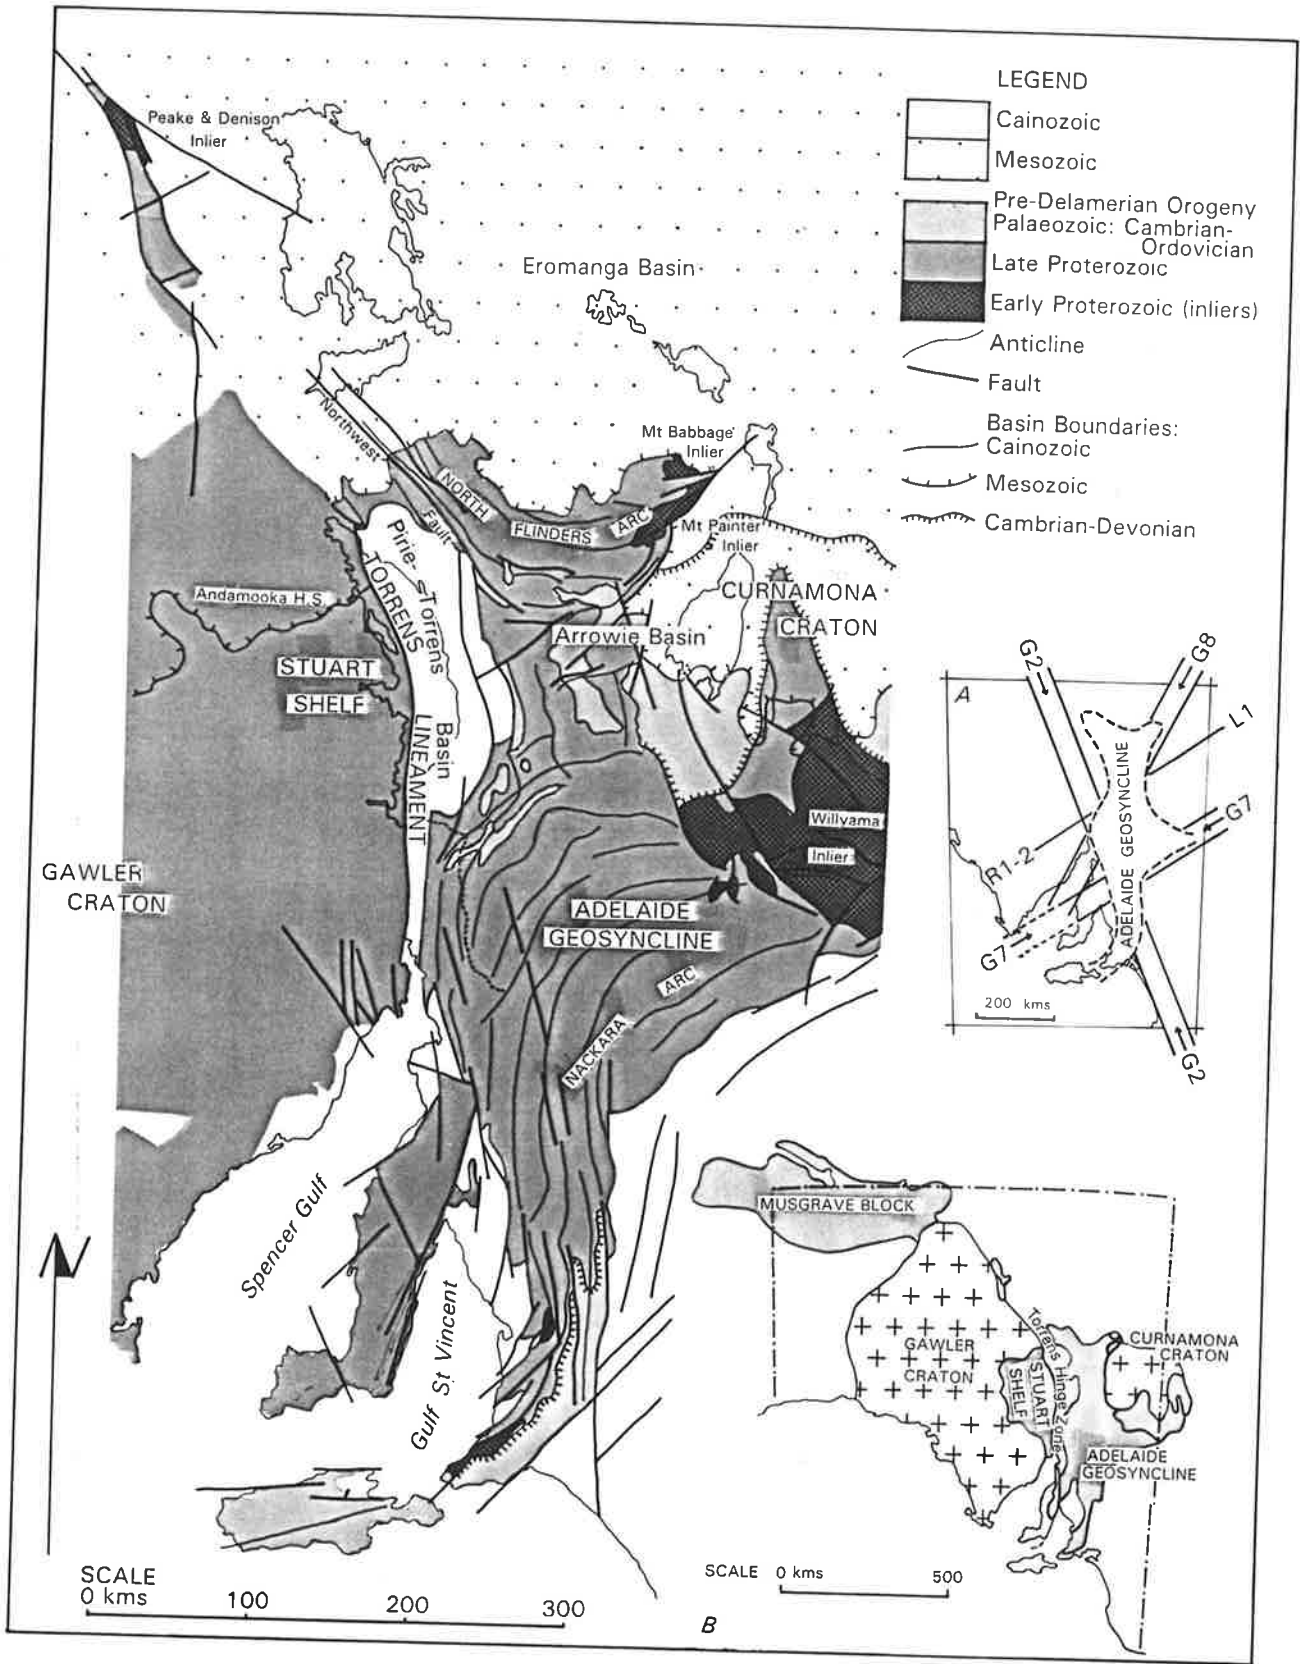 LEGEND
Cainozoic
Mesozoic
Pre-Delamerian Orogeny
Palaeozoic: Cambrian-
Ordovician
Late Proterozoic
Early Proterozoic (inliers)
Anticline
Fault
Basin Boundaries:
Cainozoic
Mesozoic
Cambrian-Devonian
Peake & Denison
Inlier
Eromanga Basin
Northwest
Fault
NORTH
FLINDERS
ARC
Mt Babbage
Inlier
Mt Painter
Inlier
CURNAMONA
CRATON
Pirie-
Torrens
Basin
TORRENS
LINEAMENT
Andamooka H.S.
STUART
SHELF
Arrowie Basin
Willyama
Inlier
GAWLER
CRATON
ADELAIDE
GEOSYNCLINE
NACKARA
ARC
Spencer Gulf
Gulf St Vincent
SCALE
0 kms
100
200
300
A
G2
G8
L1
G7
R1-2
G7
G2
ADELAIDE GEOSYNCLINE
200 kms
MUSGRAVE BLOCK
GAWLER
CRATON
Torrens Hinge Zone
STUART
SHELF
CURNAMONA
CRATON
ADELAIDE
GEOSYNCLINE
SCALE 0 kms
500
B